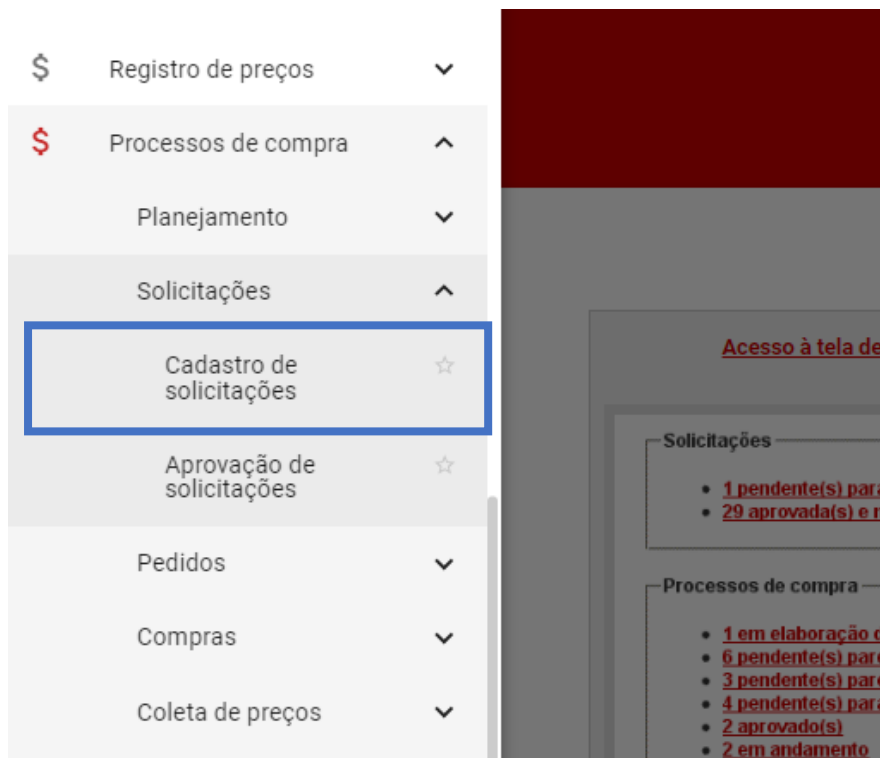 Registro de preços
Processos de compra
Planejamento
Solicitações
Cadastro de
solicitações
Aprovação de
solicitações
Pedidos
Compras
Coleta de preços
Acesso à tela de
Solicitações
1 pendente(s) para
29 aprovada(s) e
Processos de compra
1 em elaboração
6 pendente(s)
3 pendente(s)
4 pendente(s) para
2 aprovado(s)
2 em andamento